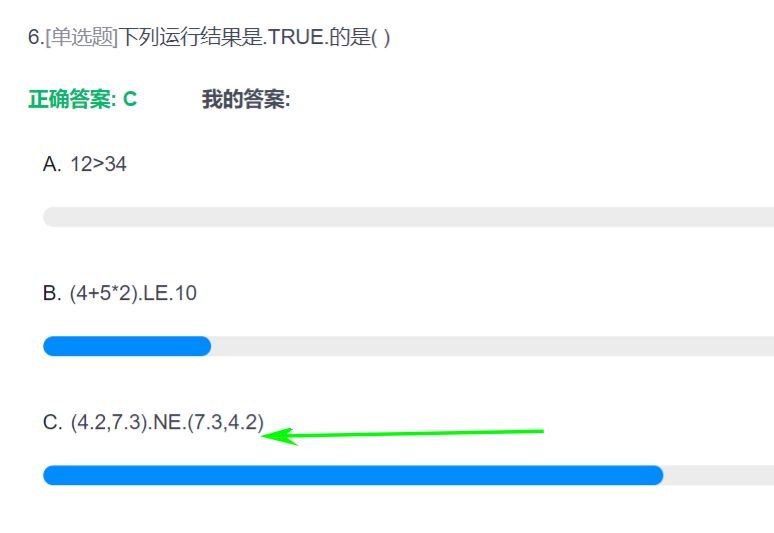 6.[单选题]下列运行结果是.TRUE.的是( )
正确答案: C 我的答案:
A. 12>34
B. (4+5*2).LE.10
C. (4.2,7.3).NE.(7.3,4.2)